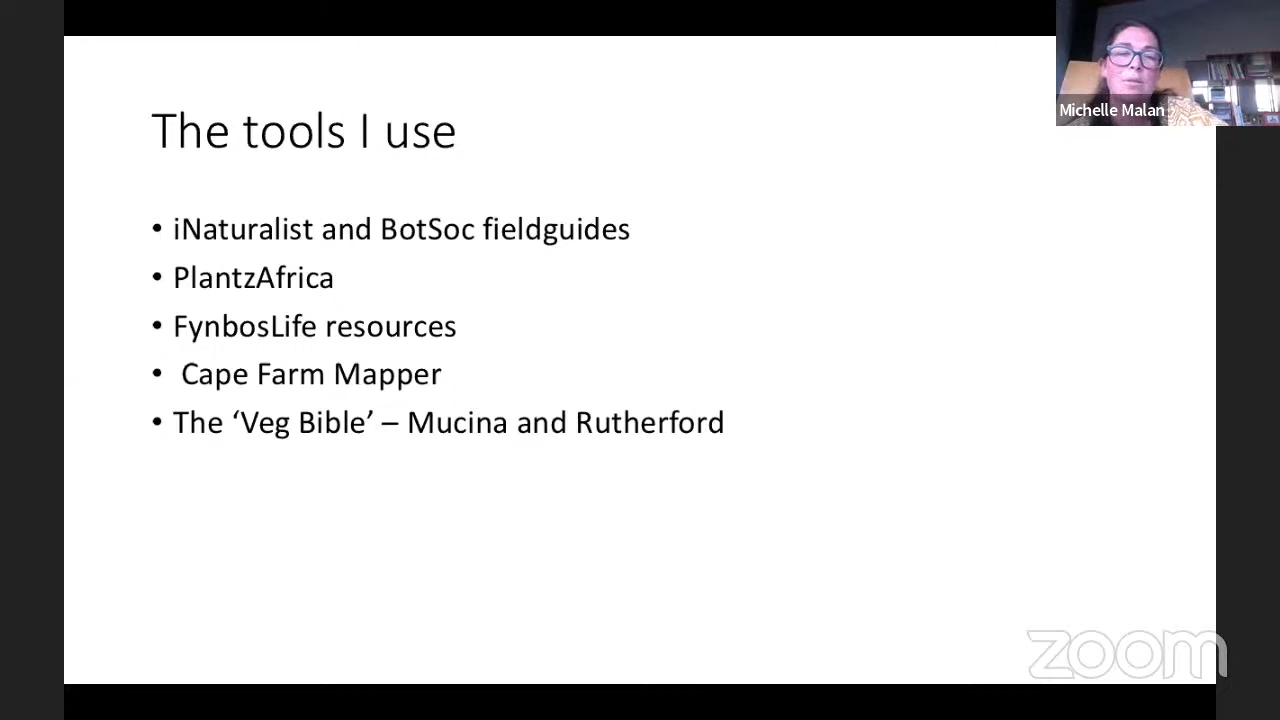 Michelle Malan
The tools I use
• iNaturalist and BotSoc fieldguides
• PlantzAfrica
• FynbosLife resources
• Cape Farm Mapper
• The ‘Veg Bible’ – Mucina and Rutherford
zoom